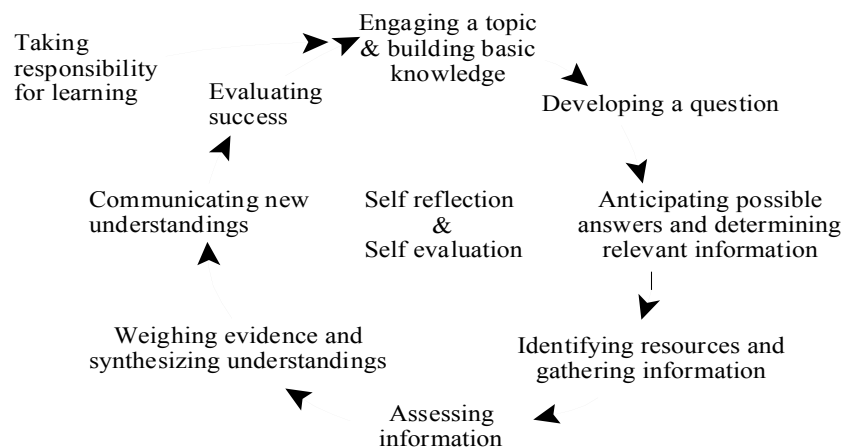 Taking
responsibility
for learning
Engaging a topic
& building basic
knowledge
Developing a question
Anticipating possible
answers and determining
relevant information
Identifying resources and
gathering information
Assessing
information
Weighing evidence and
synthesizing understandings
Communicating new
understandings
Evaluating
success
Self reflection
&
Self evaluation